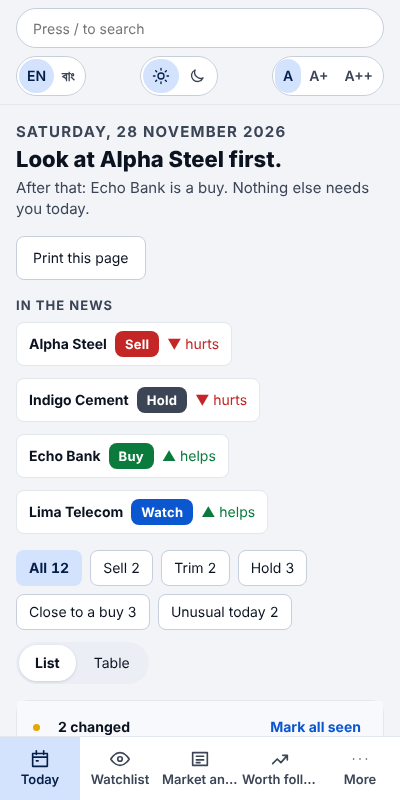 Press / to search
EN বাং A A+ A++
SATURDAY, 28 NOVEMBER 2026
Look at Alpha Steel first.
After that: Echo Bank is a buy. Nothing else needs
you today.
Print this page
IN THE NEWS
Alpha Steel Sell ▼ hurts
Indigo Cement Hold ▼ hurts
Echo Bank Buy ▲ helps
Lima Telecom Watch ▲ helps
All 12 Sell 2 Trim 2 Hold 3
Close to a buy 3 Unusual today 2
List Table
2 changed Mark all seen
Today Watchlist Market an... Worth foll... More